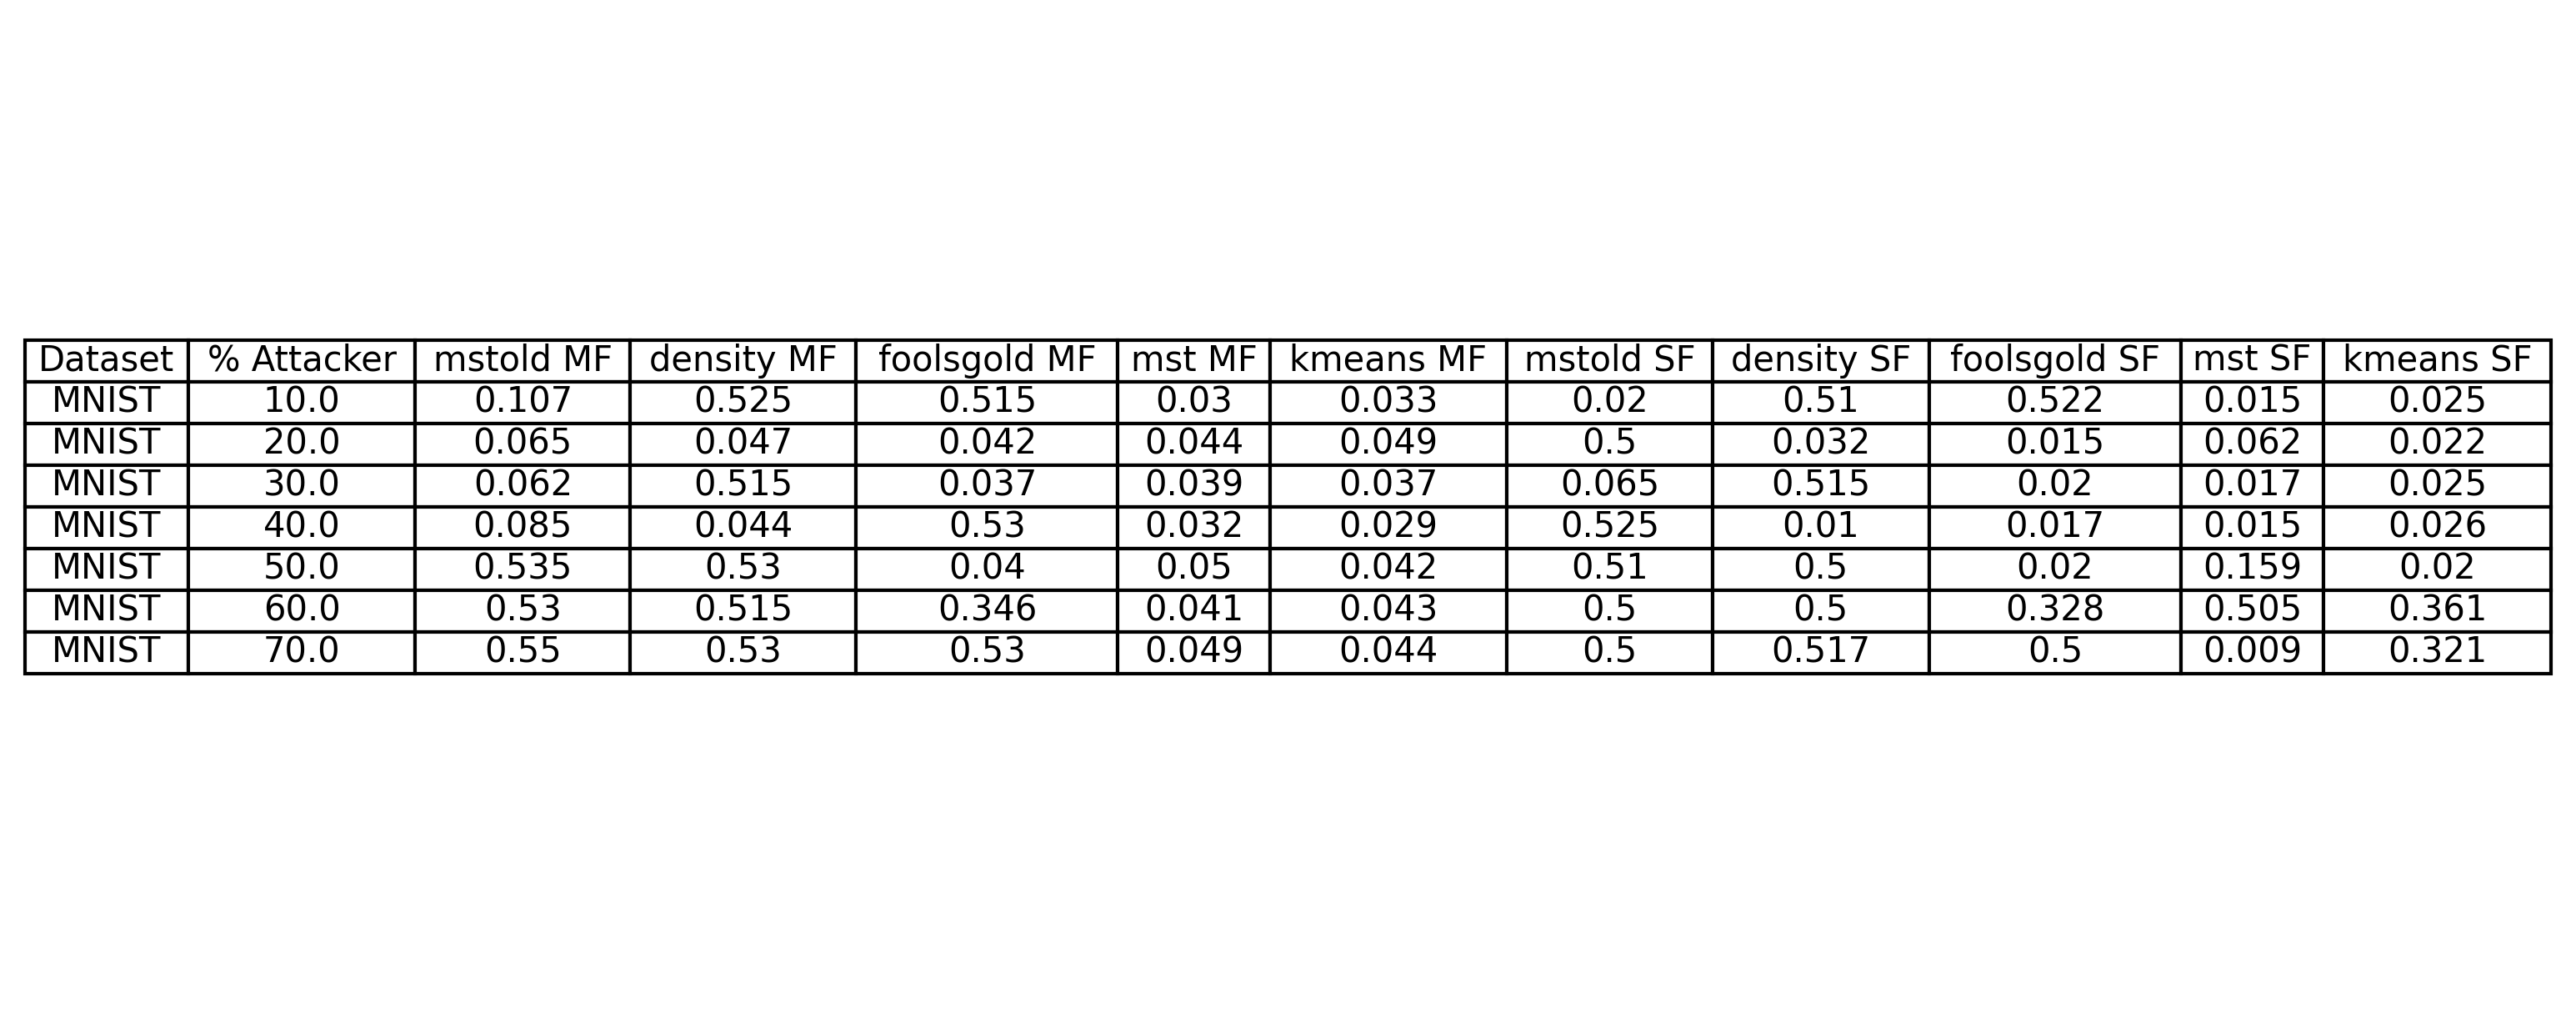 Dataset % Attacker mstold MF density MF foolsgold MF mst MF kmeans MF mstold SF density SF foolsgold SF mst SF kmeans SF
MNIST 10.0 0.107 0.525 0.515 0.03 0.033 0.02 0.51 0.522 0.015 0.025
MNIST 20.0 0.065 0.047 0.042 0.044 0.049 0.5 0.032 0.015 0.062 0.022
MNIST 30.0 0.062 0.515 0.037 0.039 0.037 0.065 0.515 0.02 0.017 0.025
MNIST 40.0 0.085 0.044 0.53 0.032 0.029 0.525 0.01 0.017 0.015 0.026
MNIST 50.0 0.535 0.53 0.04 0.05 0.042 0.51 0.5 0.02 0.159 0.02
MNIST 60.0 0.53 0.515 0.346 0.041 0.043 0.5 0.5 0.328 0.505 0.361
MNIST 70.0 0.55 0.53 0.53 0.049 0.044 0.5 0.517 0.5 0.009 0.321